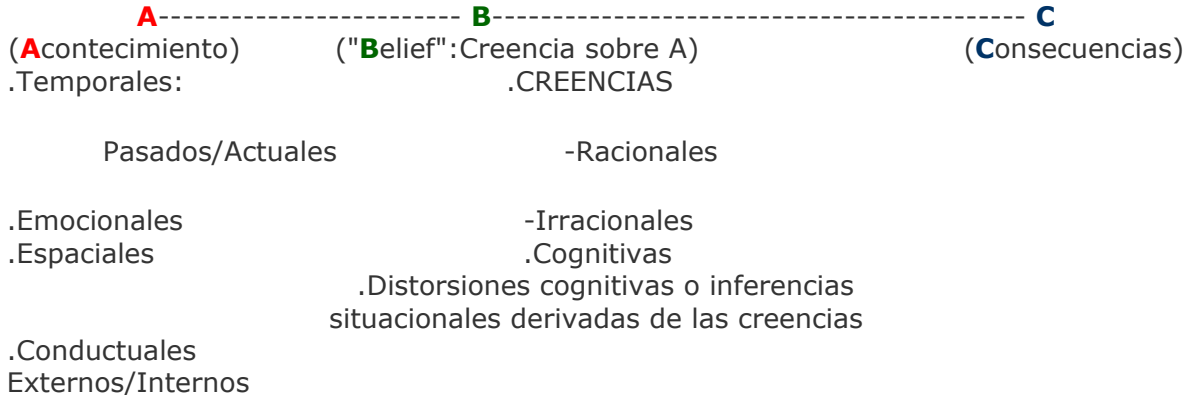 A------------------------- B-------------------------------------------- C
(Acontecimiento) ("Belief":Creencia sobre A) (Consecuencias)
.Temporales: .CREENCIAS
Pasados/Actuales -Racionales
.Emocionales -Irracionales
.Espaciales .Cognitivas
.Distorsiones cognitivas o inferencias
situacionales derivadas de las creencias
.Conductuales
Externos/Internos